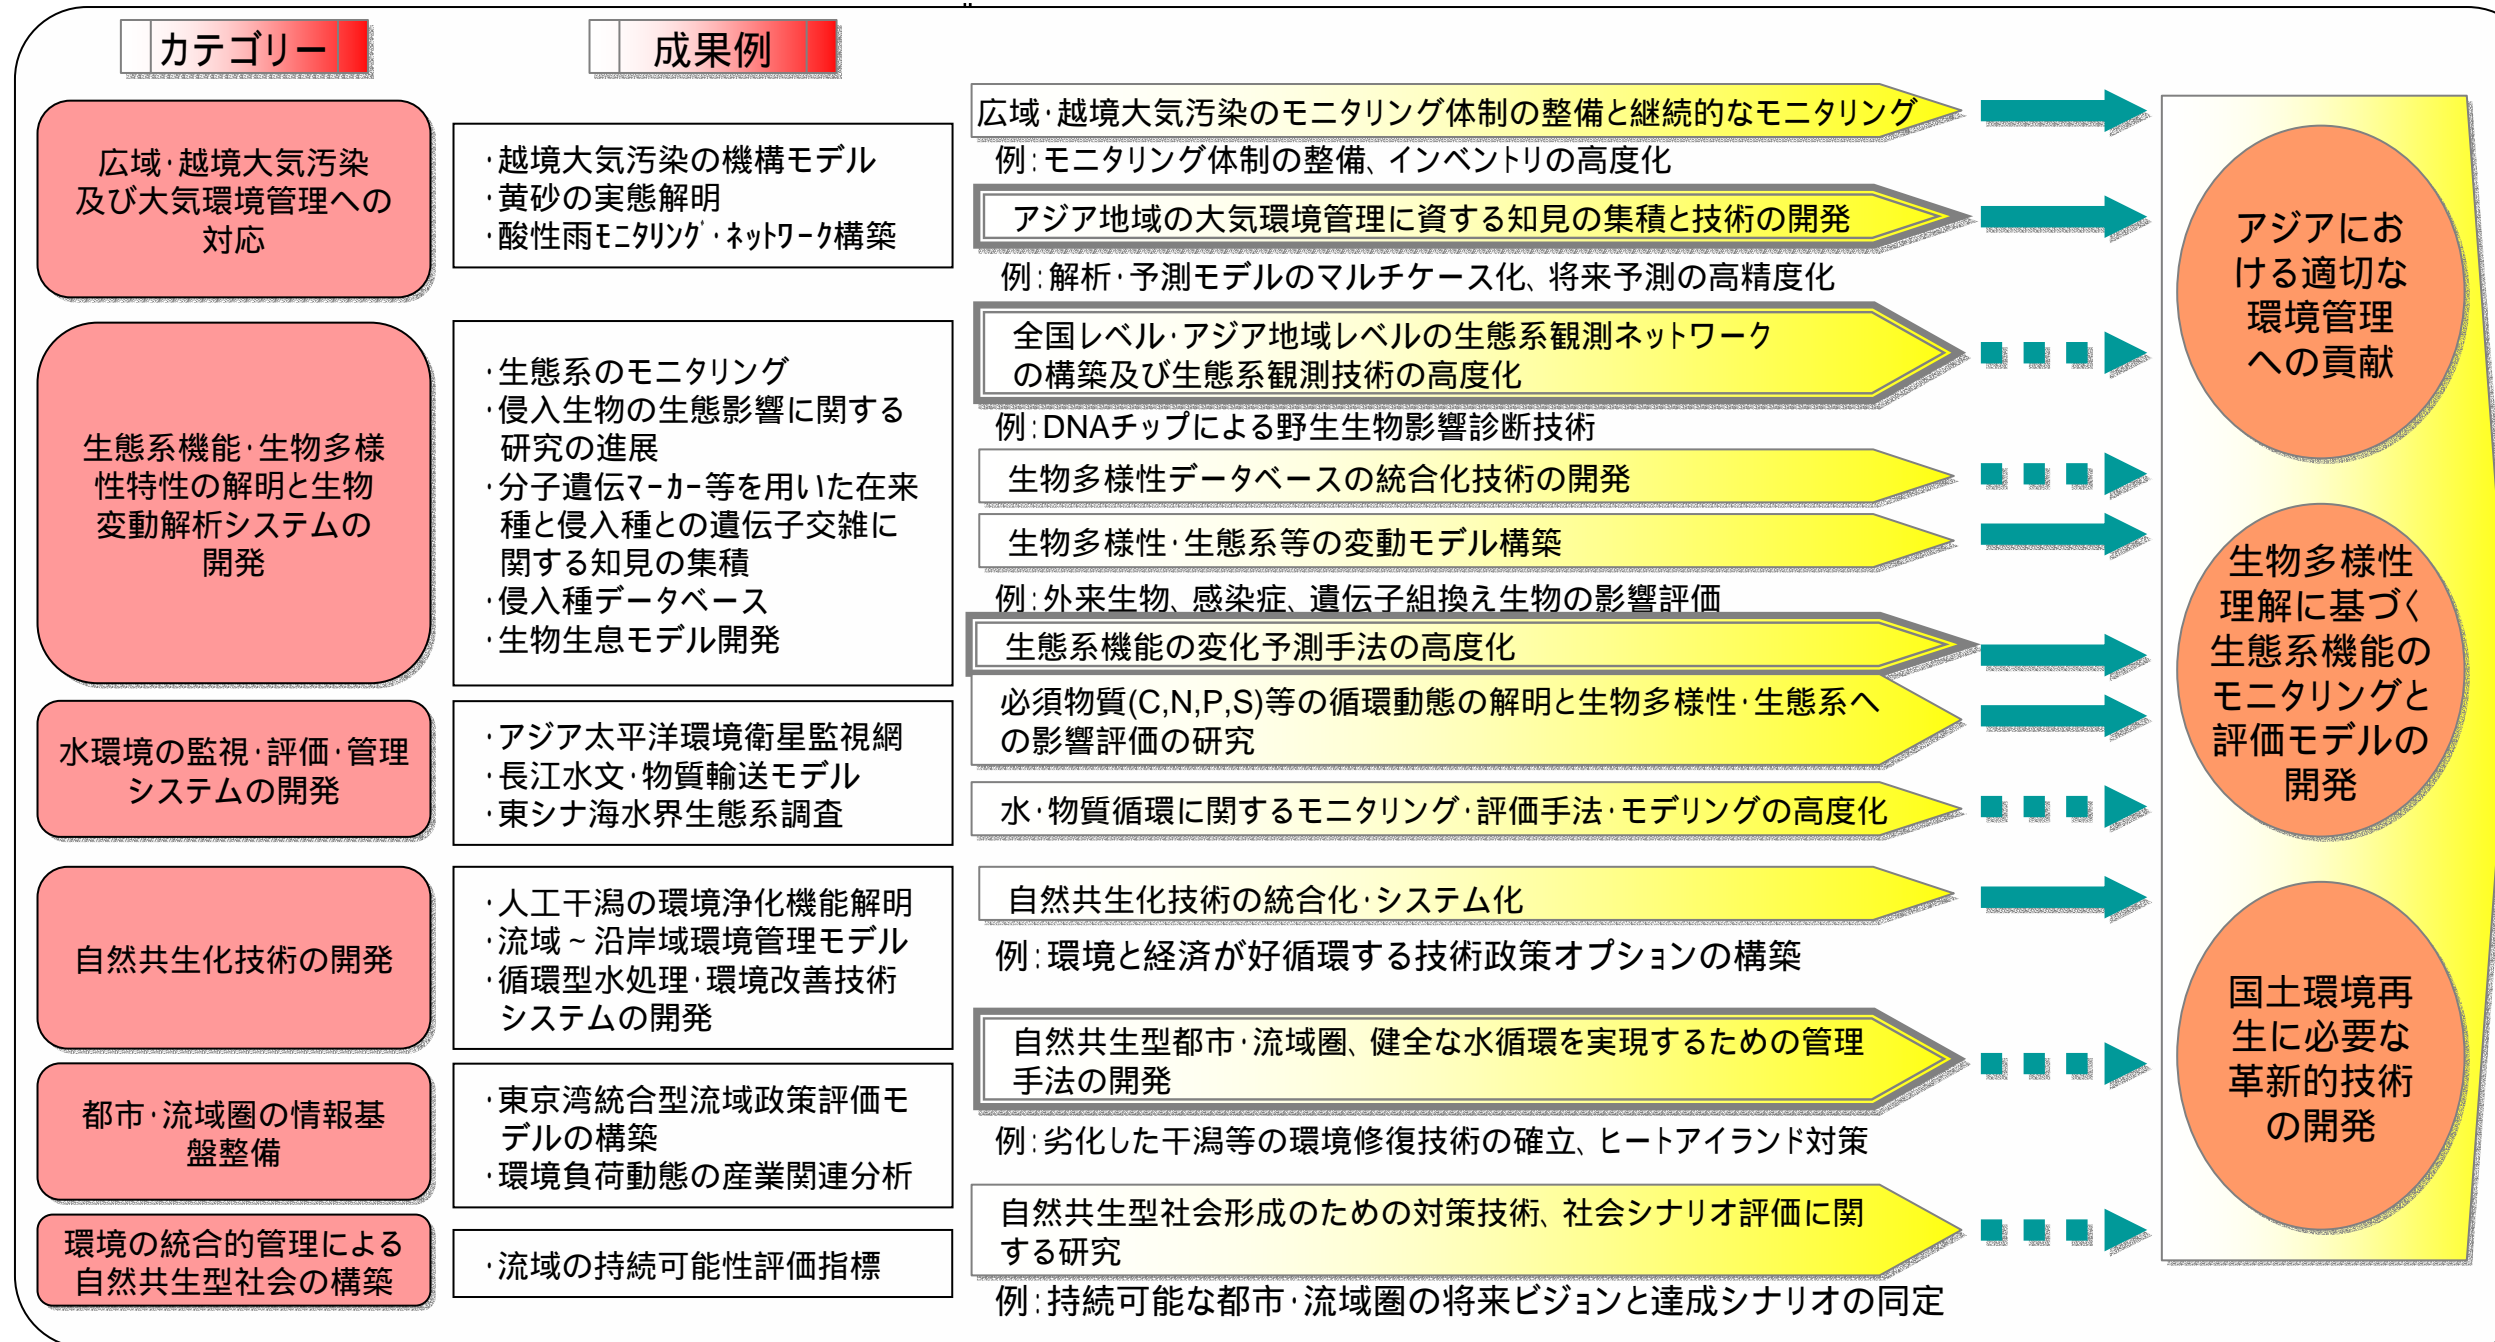 カテゴリー
成果例
広域・越境大気汚染
及び大気環境管理への
対応
・越境大気汚染の機構モデル
・黄砂の実態解明
・酸性雨ﾓﾆﾀﾘﾝｸﾞ・ﾈｯﾄﾜｰｸ構築
広域・越境大気汚染のモニタリング体制の整備と継続的なモニタリング
例：モニタリング体制の整備、インベントリの高度化
アジア地域の大気環境管理に資する知見の集積と技術の開発
例：解析・予測モデルのマルチケース化、将来予測の高精度化
生態系機能・生物多様
性特性の解明と生物
変動解析システムの
開発
・生態系のモニタリング
・侵入生物の生態影響に関する
研究の進展
・分子遺伝ﾏｰｶｰ等を用いた在来
種と侵入種との遺伝子交雑に
関する知見の集積
・侵入種データベース
・生物生息モデル開発
全国レベル・アジア地域レベルの生態系観測ネットワーク
の構築及び生態系観測技術の高度化
例：DNAチップによる野生生物影響診断技術
生物多様性データベースの統合化技術の開発
生物多様性・生態系等の変動モデル構築
例：外来生物、感染症、遺伝子組換え生物の影響評価
生態系機能の変化予測手法の高度化
水環境の監視・評価・管理
システムの開発
・アジア太平洋環境衛星監視網
・長江水文・物質輸送モデル
・東シナ海水界生態系調査
必須物質(C,N,P,S)等の循環動態の解明と生物多様性・生態系へ
の影響評価の研究
水・物質循環に関するモニタリング・評価手法・モデリングの高度化
自然共生化技術の開発
・人工干潟の環境浄化機能解明
・流域～沿岸域環境管理モデル
・循環型水処理・環境改善技術
システムの開発
自然共生化技術の統合化・システム化
例：環境と経済が好循環する技術政策オプションの構築
都市・流域圏の情報基
盤整備
・東京湾統合型流域政策評価モ
デルの構築
・環境負荷動態の産業関連分析
自然共生型都市・流域圏、健全な水循環を実現するための管理
手法の開発
例：劣化した干潟等の環境修復技術の確立、ヒートアイランド対策
環境の統合的管理による
自然共生型社会の構築
・流域の持続可能性評価指標
自然共生型社会形成のための対策技術、社会シナリオ評価に関
する研究
例：持続可能な都市・流域圏の将来ビジョンと達成シナリオの同定
アジアにお
ける適切な
環境管理
への貢献
生物多様性
理解に基づく
生態系機能の
モニタリングと
評価モデルの
開発
国土環境再
生に必要な
革新的技術
の開発